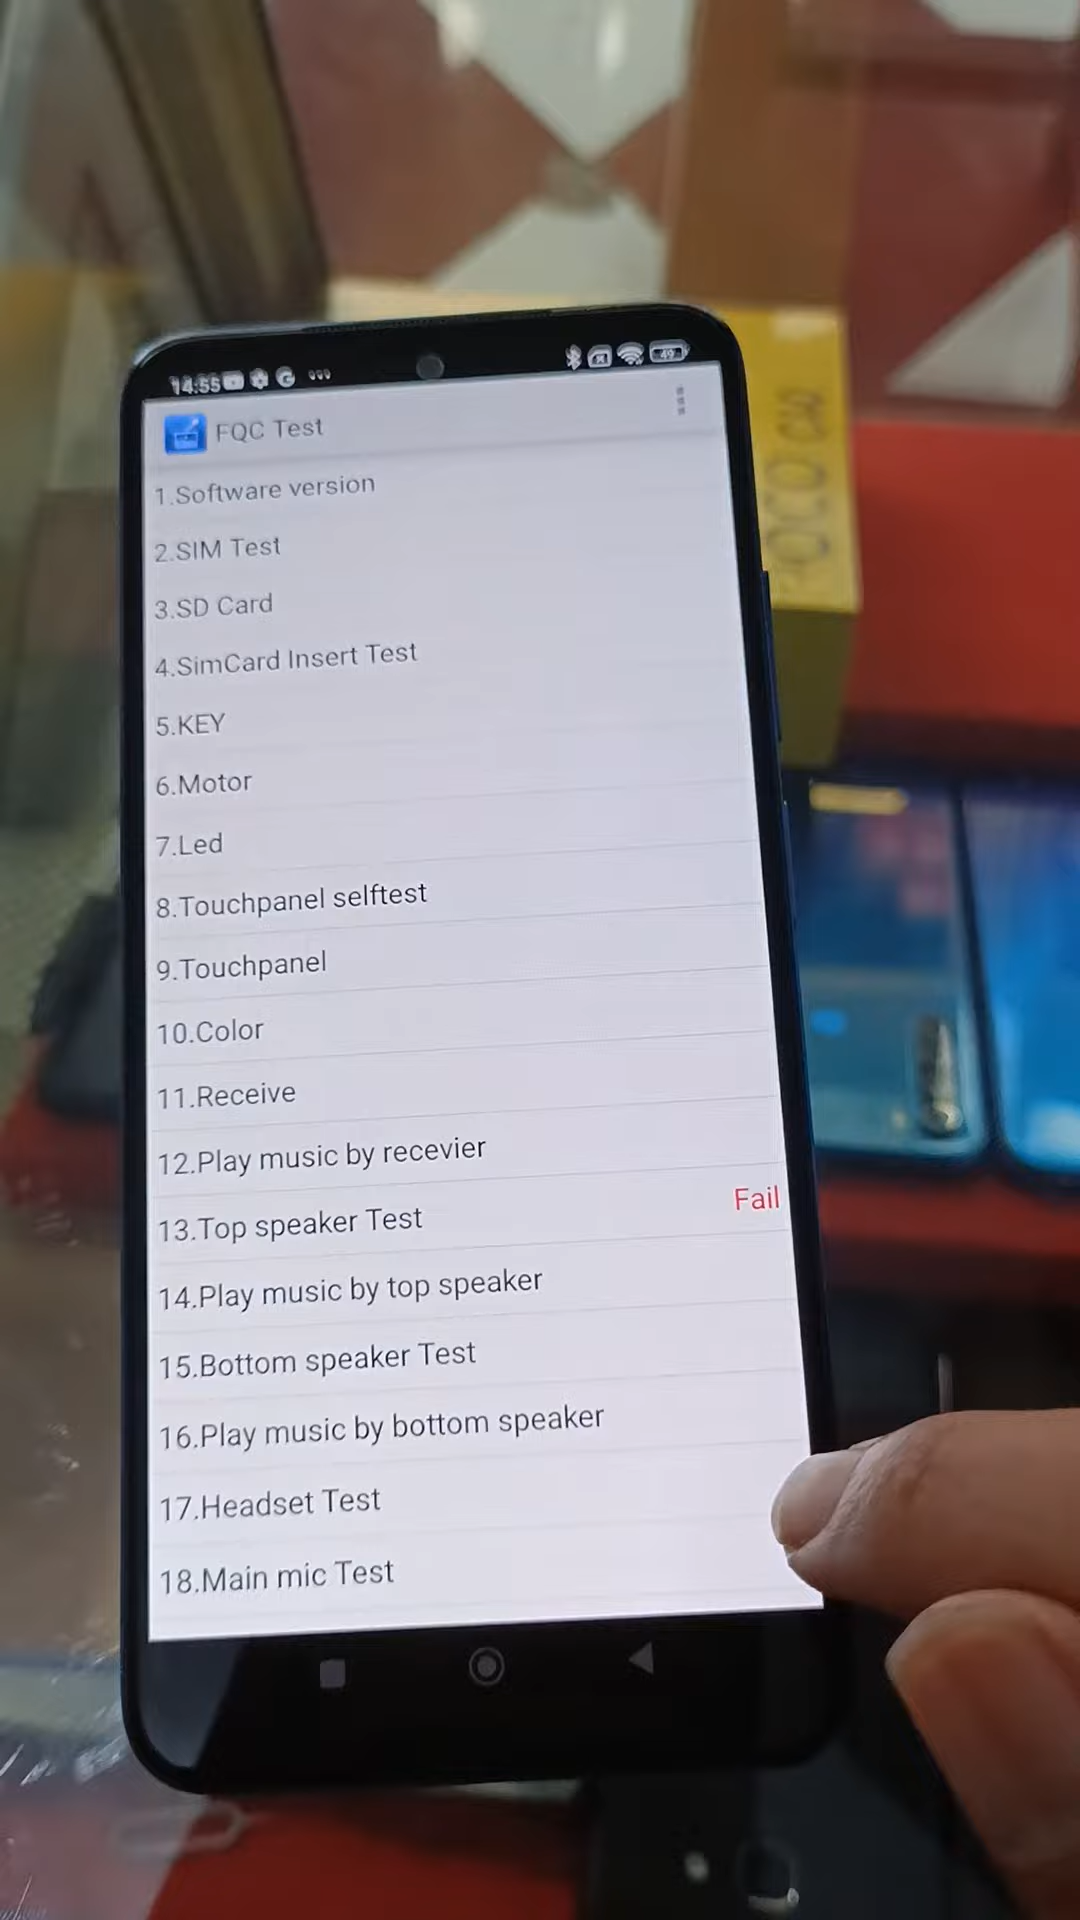 14:55
49
FQC Test
1.Software version
2.SIM Test
3.SD Card
4.SimCard Insert Test
5.KEY
6.Motor
7.Led
8.Touchpanel selftest
9.Touchpanel
10.Color
11.Receive
12.Play music by recevier
13.Top speaker Test
Fail
14.Play music by top speaker
15.Bottom speaker Test
16.Play music by bottom speaker
17.Headset Test
18.Main mic Test
POCO